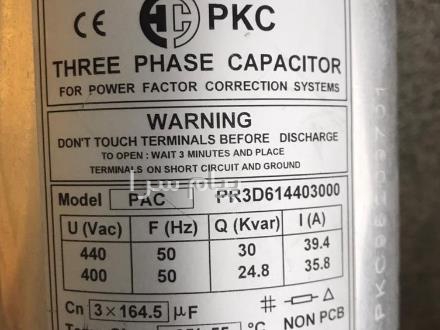 CE HC PKC
THREE PHASE CAPACITOR
FOR POWER FACTOR CORRECTION SYSTEMS
WARNING
DON'T TOUCH TERMINALS BEFORE DISCHARGE
TO OPEN : WAIT 3 MINUTES AND PLACE
TERMINALS ON SHORT CIRCUIT AND GROUND
Model PAC PR3D614403000
U (Vac) F (Hz) Q (Kvar) I (A)
440 50 30 39.4
400 50 24.8 35.8
Cn 3×164.5 µF
NON PCB
°C